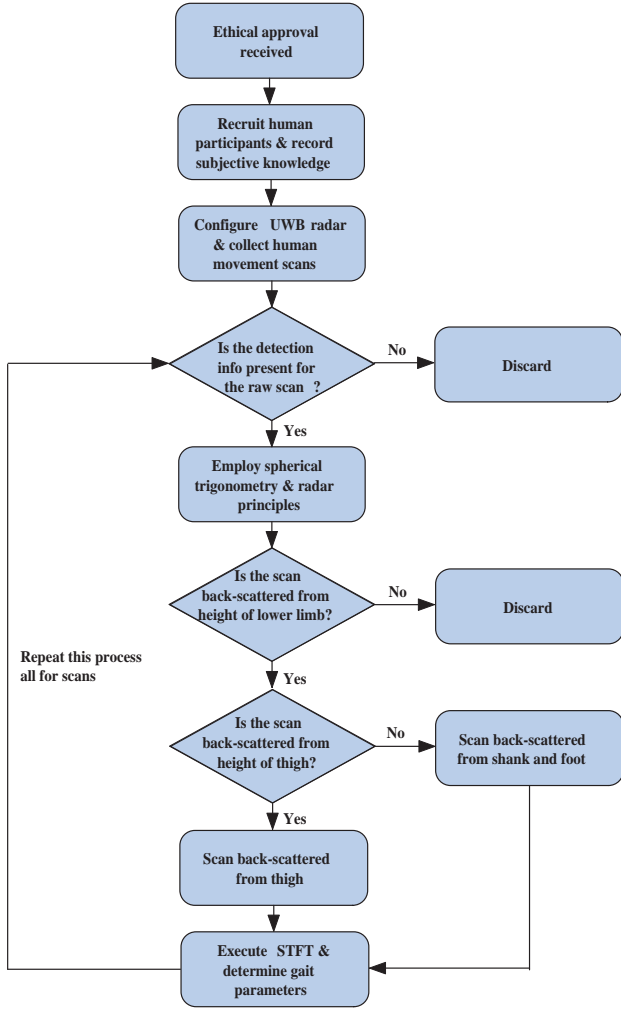 Ethical approval
received
Recruit human
participants & record
subjective knowledge
Configure UWB radar
& collect human
movement scans
Is the detection
info present for
the raw scan ?
No
Discard
Yes
Employ spherical
trigonometry & radar
principles
Is the scan
back-scattered from
height of lower limb?
No
Discard
Repeat this process
all for scans
Yes
Is the scan
back-scattered from
height of thigh?
No
Scan back-scattered
from shank and foot
Yes
Scan back-scattered
from thigh
Execute STFT &
determine gait
parameters